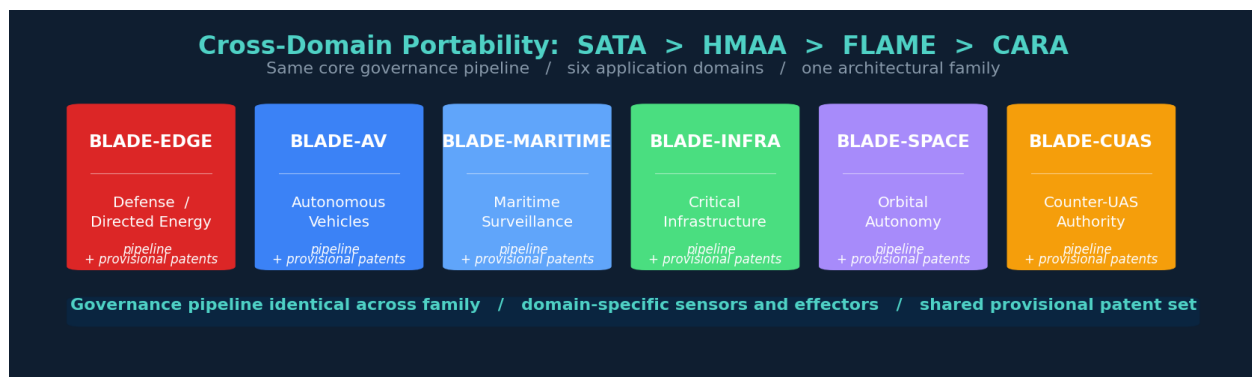 Cross-Domain Portability:  SATA  >  HMAA  >  FLAME  >  CARA
Same core governance pipeline  /  six application domains  /  one architectural family
BLADE-EDGE
Defense  /
Directed Energy
pipeline
+ provisional patents
BLADE-AV
Autonomous
Vehicles
pipeline
+ provisional patents
BLADE-MARITIME
Maritime
Surveillance
pipeline
+ provisional patents
BLADE-INFRA
Critical
Infrastructure
pipeline
+ provisional patents
BLADE-SPACE
Orbital
Autonomy
pipeline
+ provisional patents
BLADE-CUAS
Counter-UAS
Authority
pipeline
+ provisional patents
Governance pipeline identical across family  /  domain-specific sensors and effectors  /  shared provisional patent set